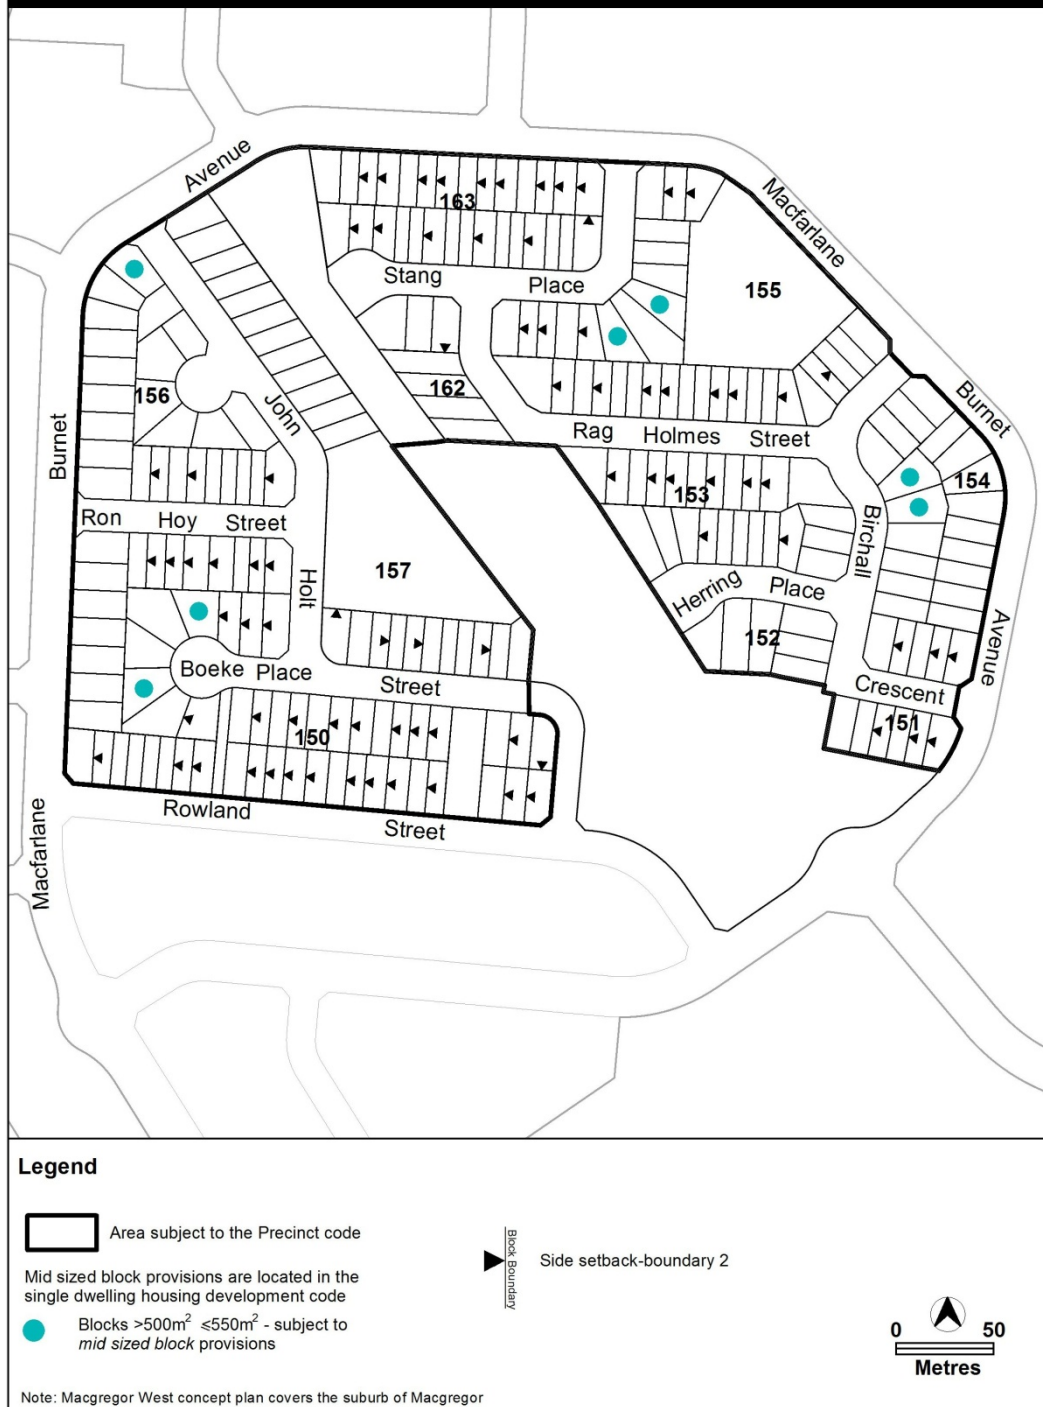 Avenue
Macfarlane
163
Stang
Place
155
156
John
162
Burnet
Burnet
Rag Holmes Street
154
153
Ron Hoy Street
Birchall
157
Holt
Herring
Place
Avenue
152
Boeke Place
Street
Crescent
150
151
Rowland
Street
Macfarlane
Legend
Area subject to the Precinct code
Mid sized block provisions are located in the
single dwelling housing development code
Blocks >500m² ≤550m² - subject to
mid sized block provisions
Block Boundary
Side setback-boundary 2
0 50
Metres
Note: Macgregor West concept plan covers the suburb of Macgregor